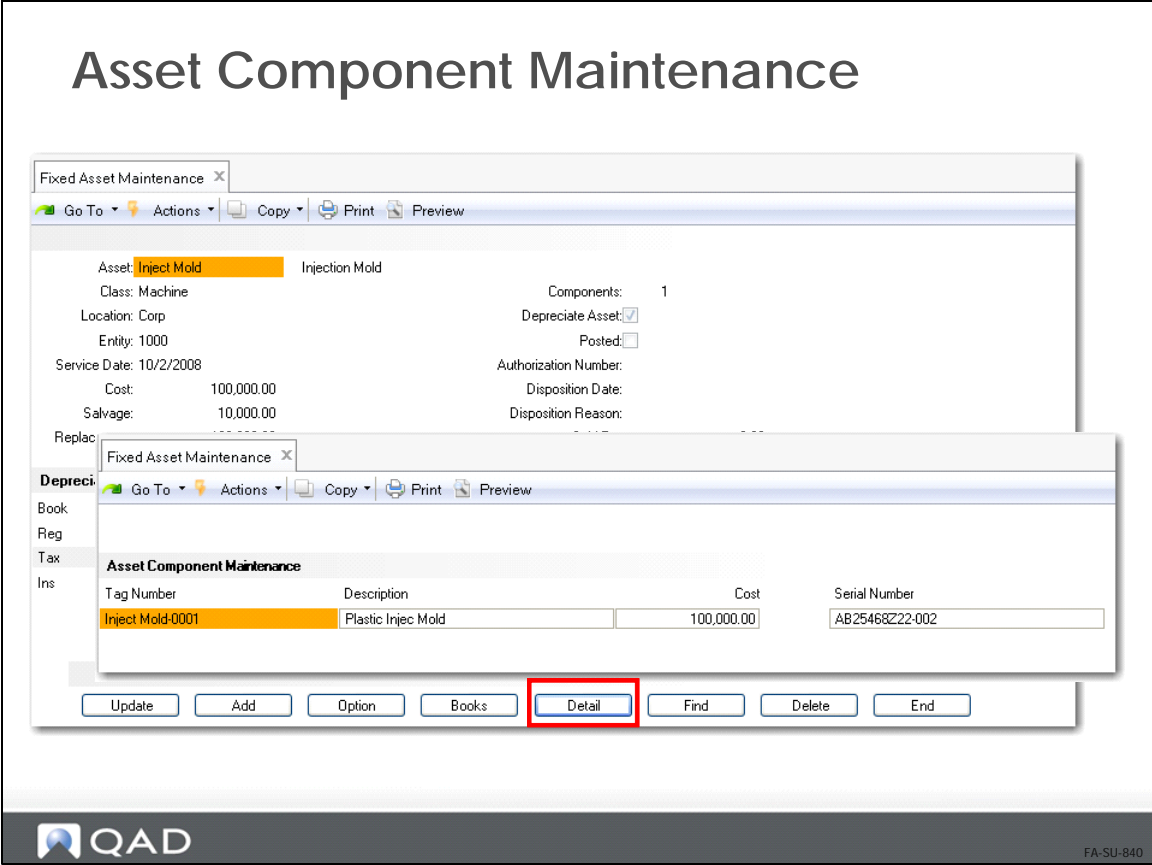 Asset Component Maintenance
Fixed Asset Maintenance
Go To Actions Copy Print Preview
Asset: Inject Mold Injection Mold
Class: Machine Components: 1
Location: Corp Depreciate Asset:
Entity: 1000 Posted:
Service Date: 10/2/2008 Authorization Number:
Cost: 100,000.00 Disposition Date:
Salvage: 10,000.00 Disposition Reason:
Replac
Fixed Asset Maintenance
Depreci
Go To Actions Copy Print Preview
Book
Reg
Tax
Asset Component Maintenance
Ins
Tag Number Description Cost Serial Number
Inject Mold-0001 Plastic Injec Mold 100,000.00 AB25468Z22-002
Update Add Option Books Detail Find Delete End
QAD
FA-SU-840